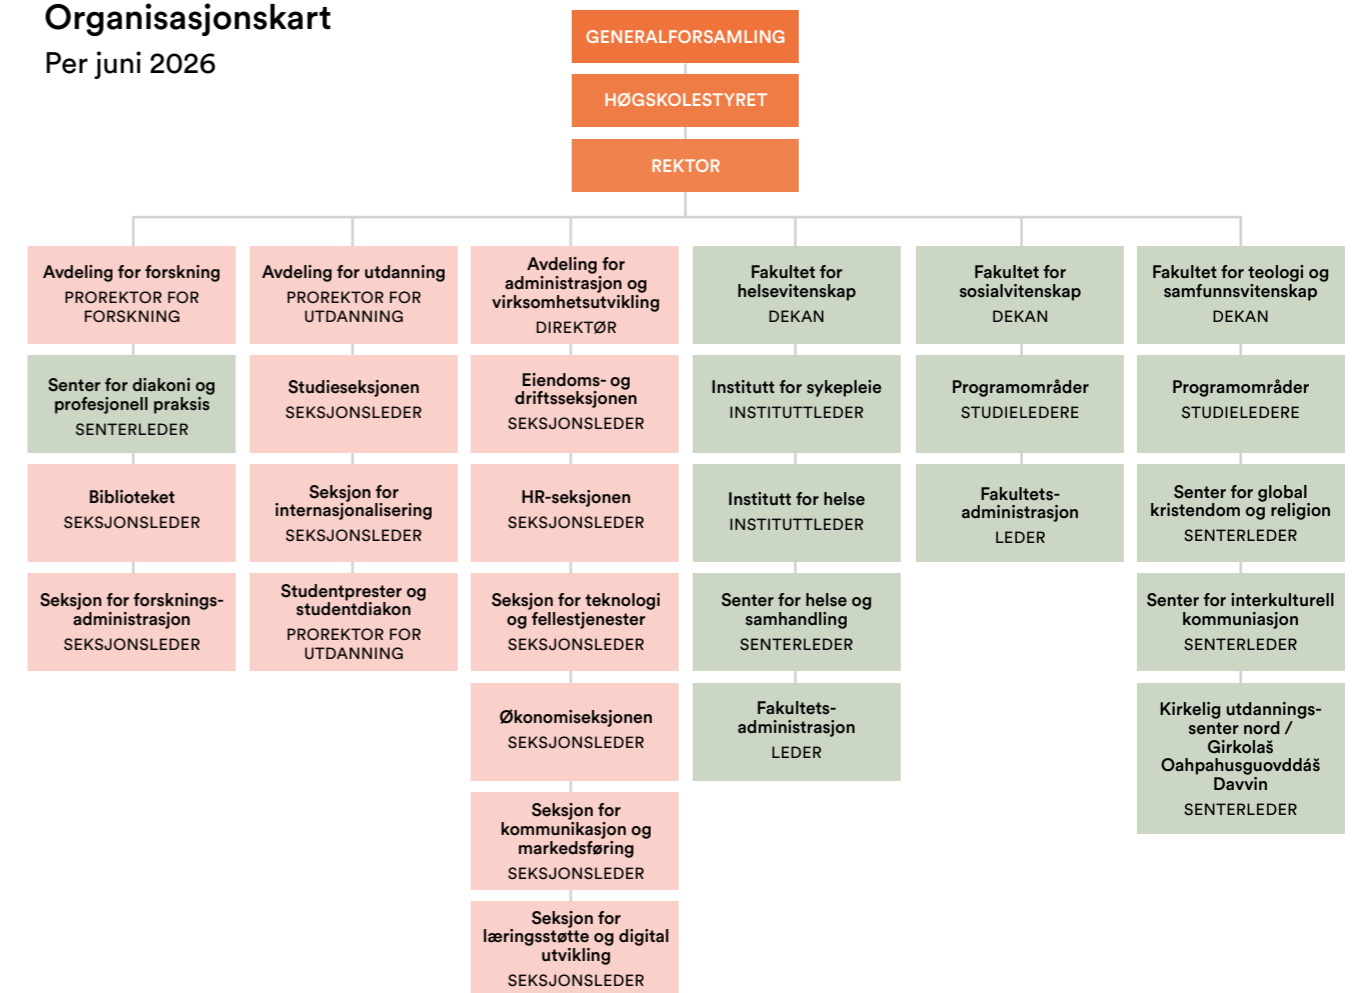 Organisasjonskart
Per juni 2026
GENERALFORSAMLING
HØGSKOLESTYRET
REKTOR
Avdeling for forskning
PROREKTOR FOR
FORSKNING
Senter for diakoni og
profesjonell praksis
SENTERLEDER
Biblioteket
SEKSJONSLEDER
Seksjon for forsknings-
administrasjon
SEKSJONSLEDER
Avdeling for utdanning
PROREKTOR FOR
UTDANNING
Studieseksjonen
SEKSJONSLEDER
Seksjon for
internasjonalisering
SEKSJONSLEDER
Studentprester og
studentdiakon
PROREKTOR FOR
UTDANNING
Avdeling for
administrasjon og
virksomhetsutvikling
DIREKTØR
Eiendoms- og
driftsseksjonen
SEKSJONSLEDER
HR-seksjonen
SEKSJONSLEDER
Seksjon for teknologi
og fellestjenester
SEKSJONSLEDER
Økonomiseksjonen
SEKSJONSLEDER
Seksjon for
kommunikasjon og
markedsføring
SEKSJONSLEDER
Seksjon for
læringsstøtte og digital
utvikling
SEKSJONSLEDER
Fakultet for
helsevitenskap
DEKAN
Institutt for sykepleie
INSTITUTTLEDER
Institutt for helse
INSTITUTTLEDER
Senter for helse og
samhandling
SENTERLEDER
Fakultets-
administrasjon
LEDER
Fakultet for
sosialvitenskap
DEKAN
Programområder
STUDIELEDERE
Fakultets-
administrasjon
LEDER
Fakultet for teologi og
samfunnsvitenskap
DEKAN
Programområder
STUDIELEDERE
Senter for global
kristendom og religion
SENTERLEDER
Senter for interkulturell
kommuniasjon
SENTERLEDER
Kirkelig utdannings-
senter nord /
Girkolaš
Oahpahusguovddáš
Davvin
SENTERLEDER